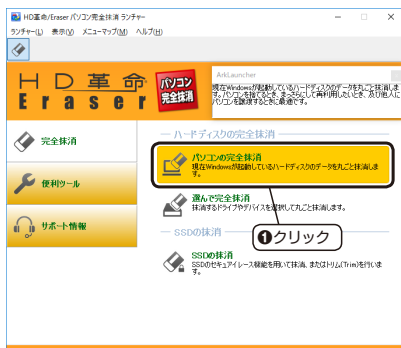 HD革命/Eraser パソコン完全抹消 ランチャー
ランチャー(L) 表示(V) メニューマップ(M) ヘルプ(H)
HD革命
Eraser
パソコン
完全抹消
ArkLauncher
現在Windowsが起動しているハードディスクのデータを丸ごと抹消しま
す。パソコンを捨てるとき、まっさらにして再利用したいとき、及び他人に
パソコンを譲渡するときに最適です。
完全抹消
便利ツール
サポート情報
ハードディスクの完全抹消
パソコンの完全抹消
現在Windowsが起動しているハードディスクのデータを丸ごと抹消しま
す。
選んで完全抹消
抹消するドライブやデバイスを選択して丸ごと抹消します。
❶クリック
SSDの抹消
SSDの抹消
SSDのセキュアイレース機能を用いて抹消、またはトリム(Trim)を行いま
す。